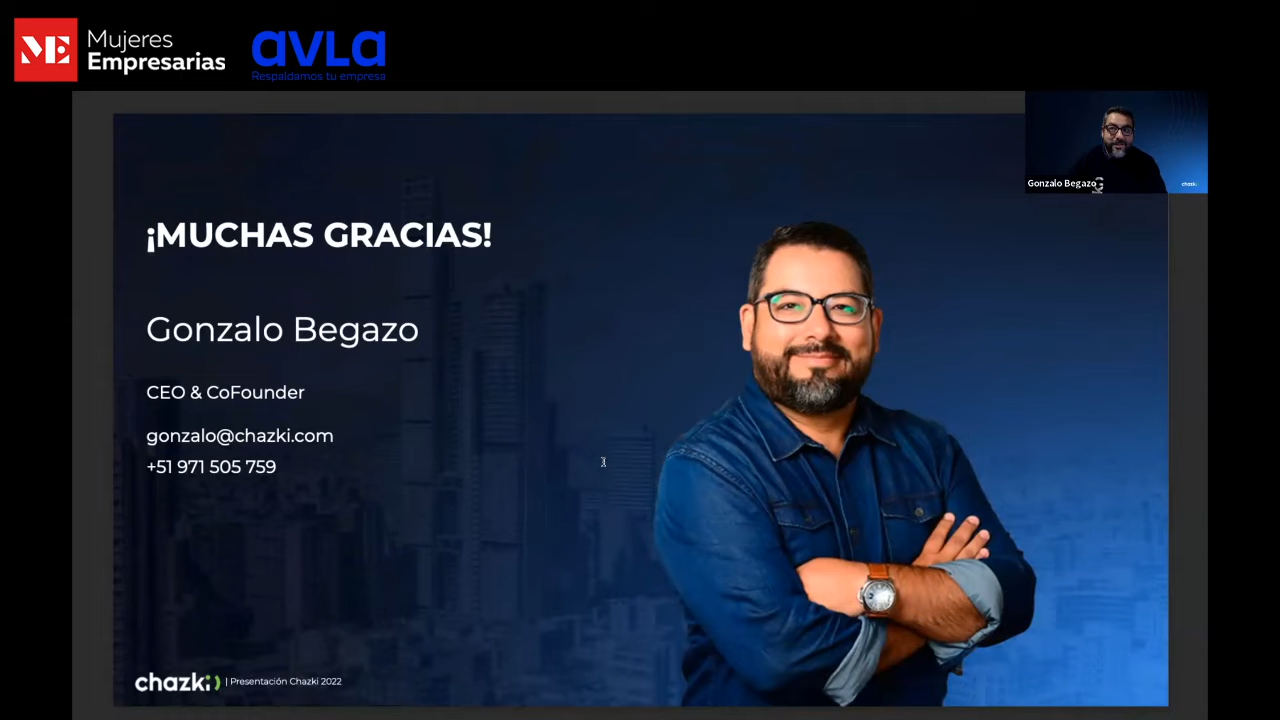 ME Mujeres
Empresarias
avla
Respaldamos tu empresa
Gonzalo Begazo
chazki
¡MUCHAS GRACIAS!
Gonzalo Begazo
CEO & CoFounder
gonzalo@chazki.com
+51 971 505 759
chazki | Presentación Chazki 2022